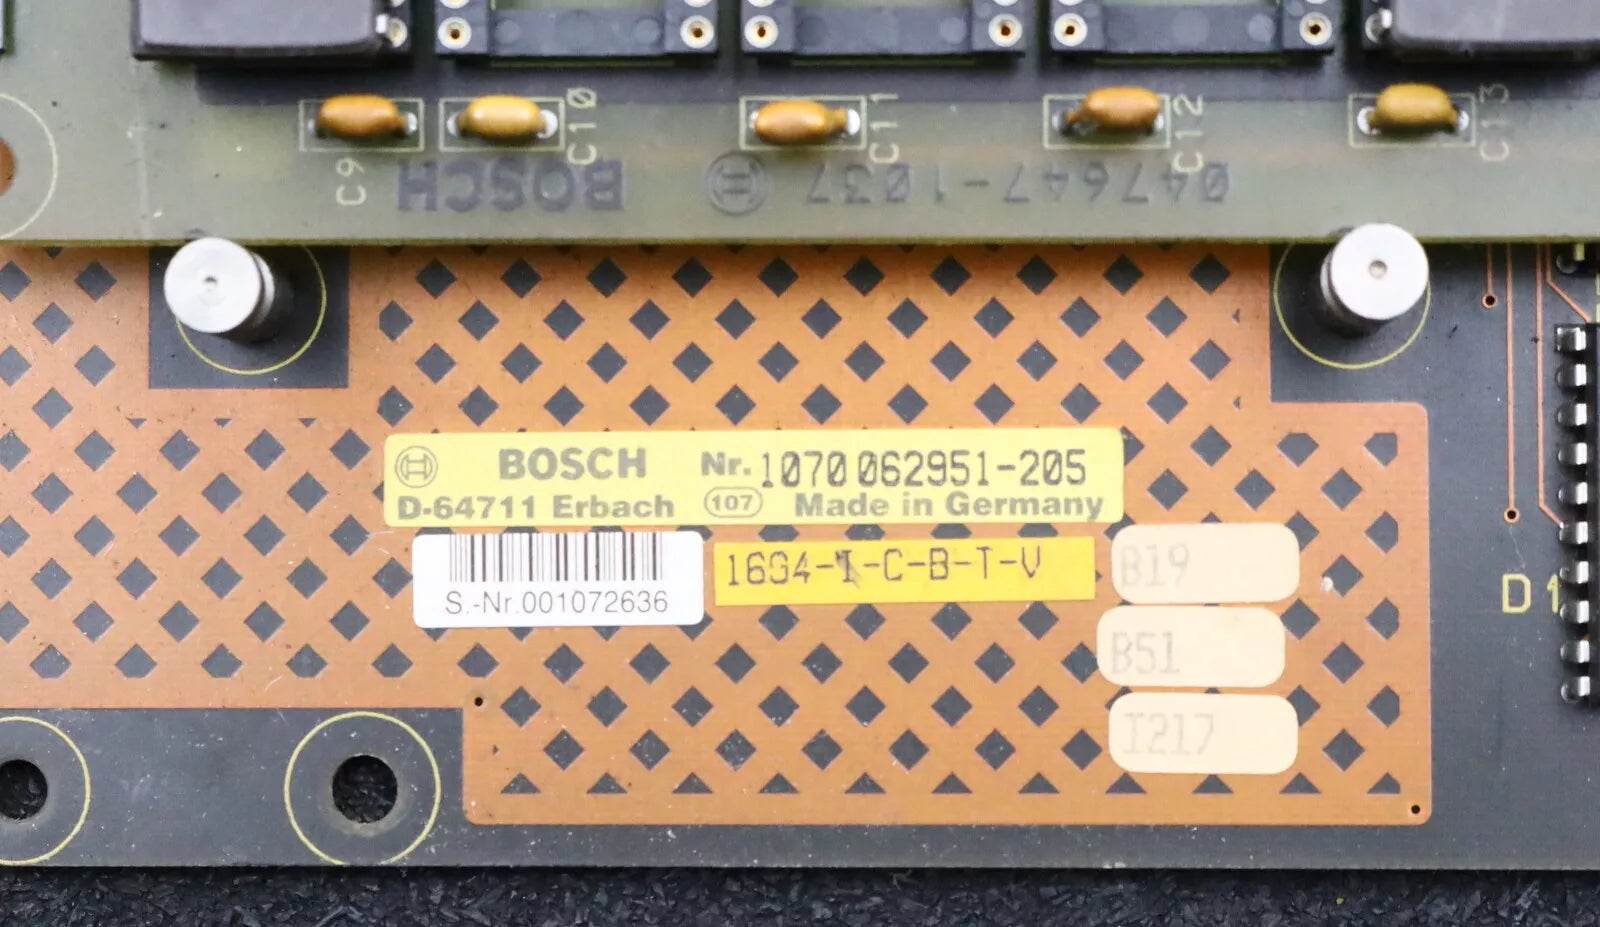 C9
C10
C11
C12
C13
BOSCH 047647-1037
BOSCH Nr. 1070 062951-205
D-64711 Erbach 107 Made in Germany
S.-Nr.001072636
B19
B51
I217
D1